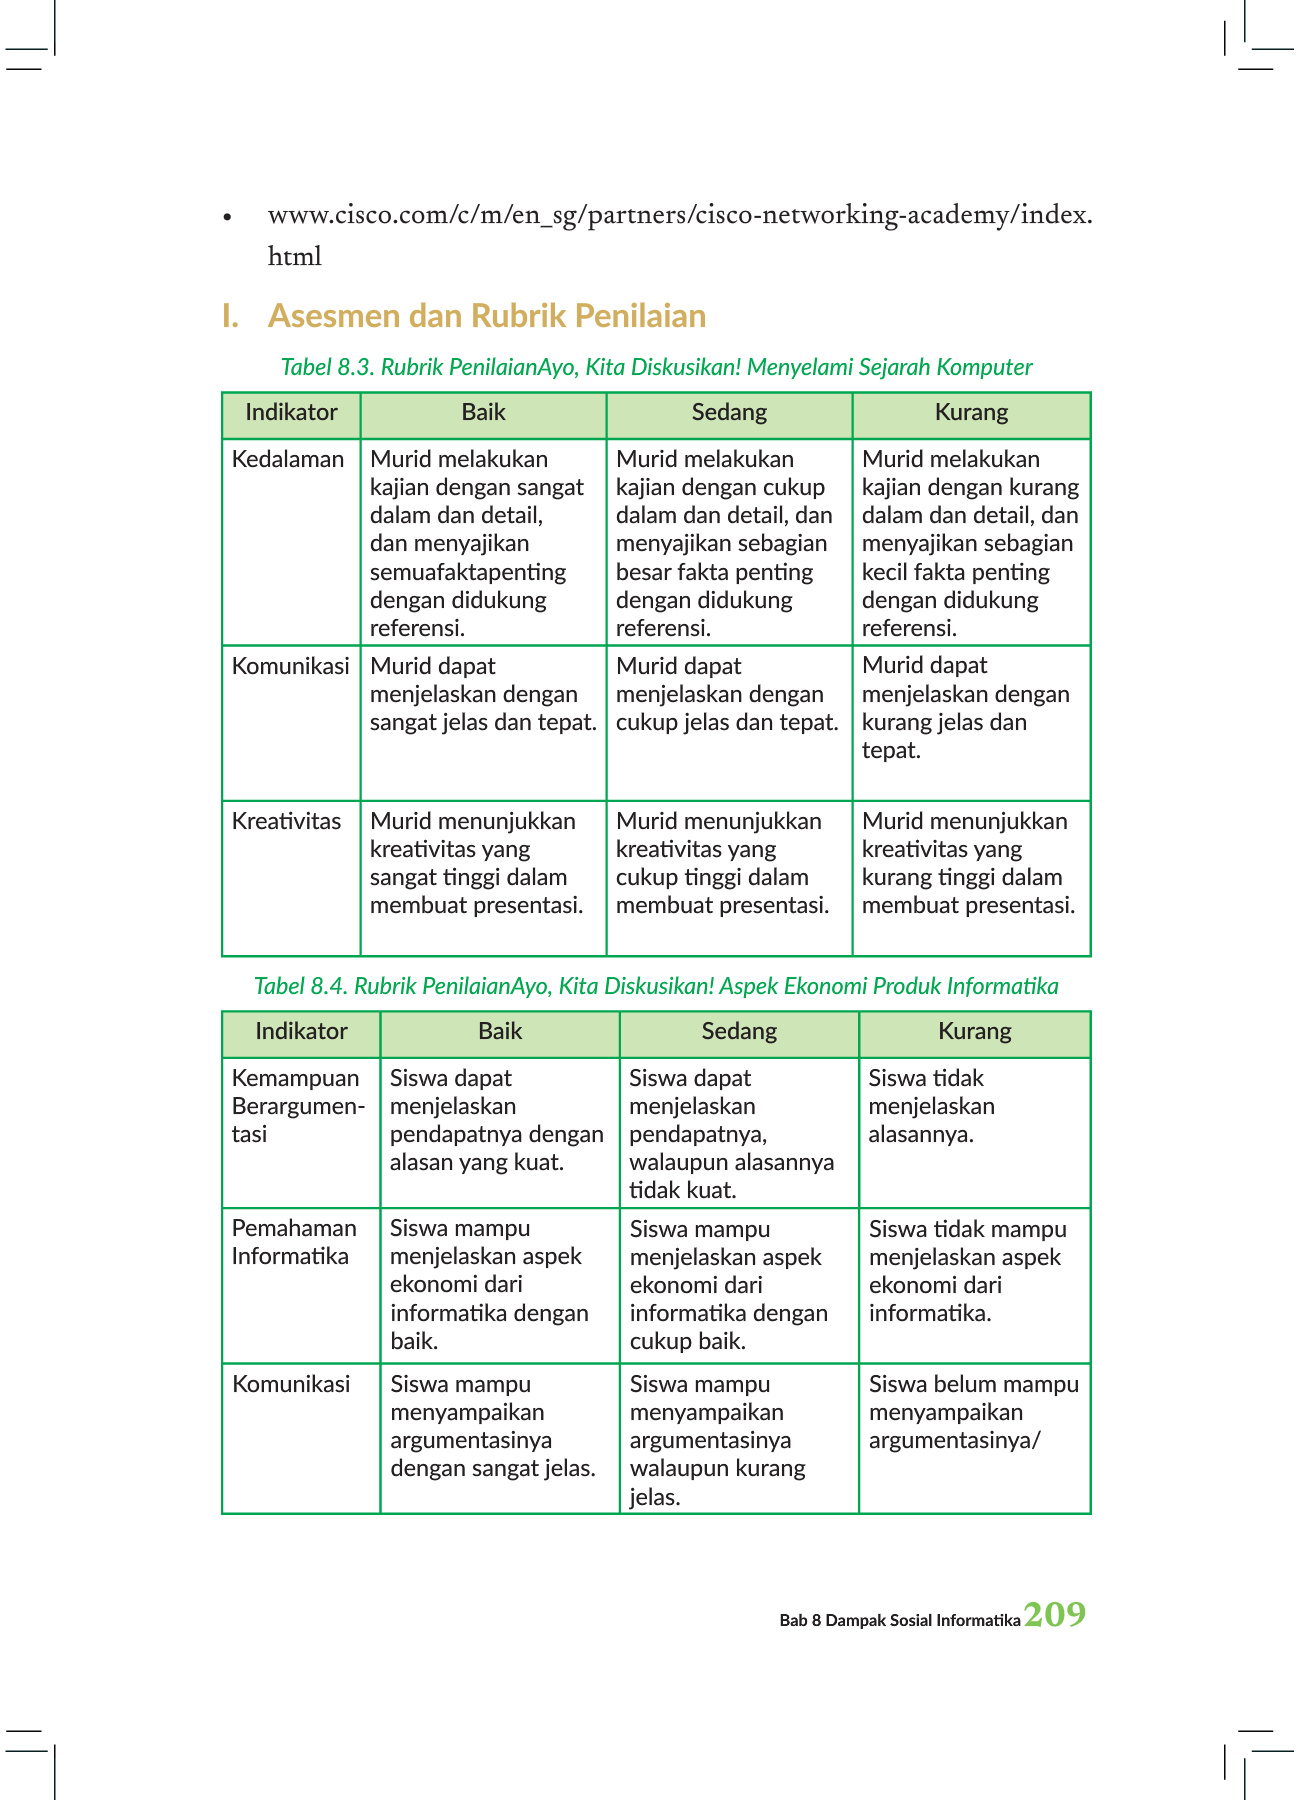 • www.cisco.com/c/m/en_sg/partners/cisco-networking-academy/index.
html
I. Asesmen dan Rubrik Penilaian
Tabel 8.3. Rubrik PenilaianAyo, Kita Diskusikan! Menyelami Sejarah Komputer
Indikator Baik Sedang Kurang
Kedalaman
Murid melakukan
kajian dengan sangat
dalam dan detail,
dan menyajikan
semuafaktapenting
dengan didukung
referensi.
Murid melakukan
kajian dengan cukup
dalam dan detail, dan
menyajikan sebagian
besar fakta penting
dengan didukung
referensi.
Murid melakukan
kajian dengan kurang
dalam dan detail, dan
menyajikan sebagian
kecil fakta penting
dengan didukung
referensi.
Komunikasi
Murid dapat
menjelaskan dengan
sangat jelas dan tepat.
Murid dapat
menjelaskan dengan
cukup jelas dan tepat.
Murid dapat
menjelaskan dengan
kurang jelas dan
tepat.
Kreativitas
Murid menunjukkan
kreativitas yang
sangat tinggi dalam
membuat presentasi.
Murid menunjukkan
kreativitas yang
cukup tinggi dalam
membuat presentasi.
Murid menunjukkan
kreativitas yang
kurang tinggi dalam
membuat presentasi.
Tabel 8.4. Rubrik PenilaianAyo, Kita Diskusikan! Aspek Ekonomi Produk Informatika
Indikator Baik Sedang Kurang
Kemampuan
Berargumen-
tasi
Siswa dapat
menjelaskan
pendapatnya dengan
alasan yang kuat.
Siswa dapat
menjelaskan
pendapatnya,
walaupun alasannya
tidak kuat.
Siswa tidak
menjelaskan
alasannya.
Pemahaman
Informatika
Siswa mampu
menjelaskan aspek
ekonomi dari
informatika dengan
baik.
Siswa mampu
menjelaskan aspek
ekonomi dari
informatika dengan
cukup baik.
Siswa tidak mampu
menjelaskan aspek
ekonomi dari
informatika.
Komunikasi
Siswa mampu
menyampaikan
argumentasinya
dengan sangat jelas.
Siswa mampu
menyampaikan
argumentasinya
walaupun kurang
jelas.
Siswa belum mampu
menyampaikan
argumentasinya/
Bab 8 Dampak Sosial Informatika 209